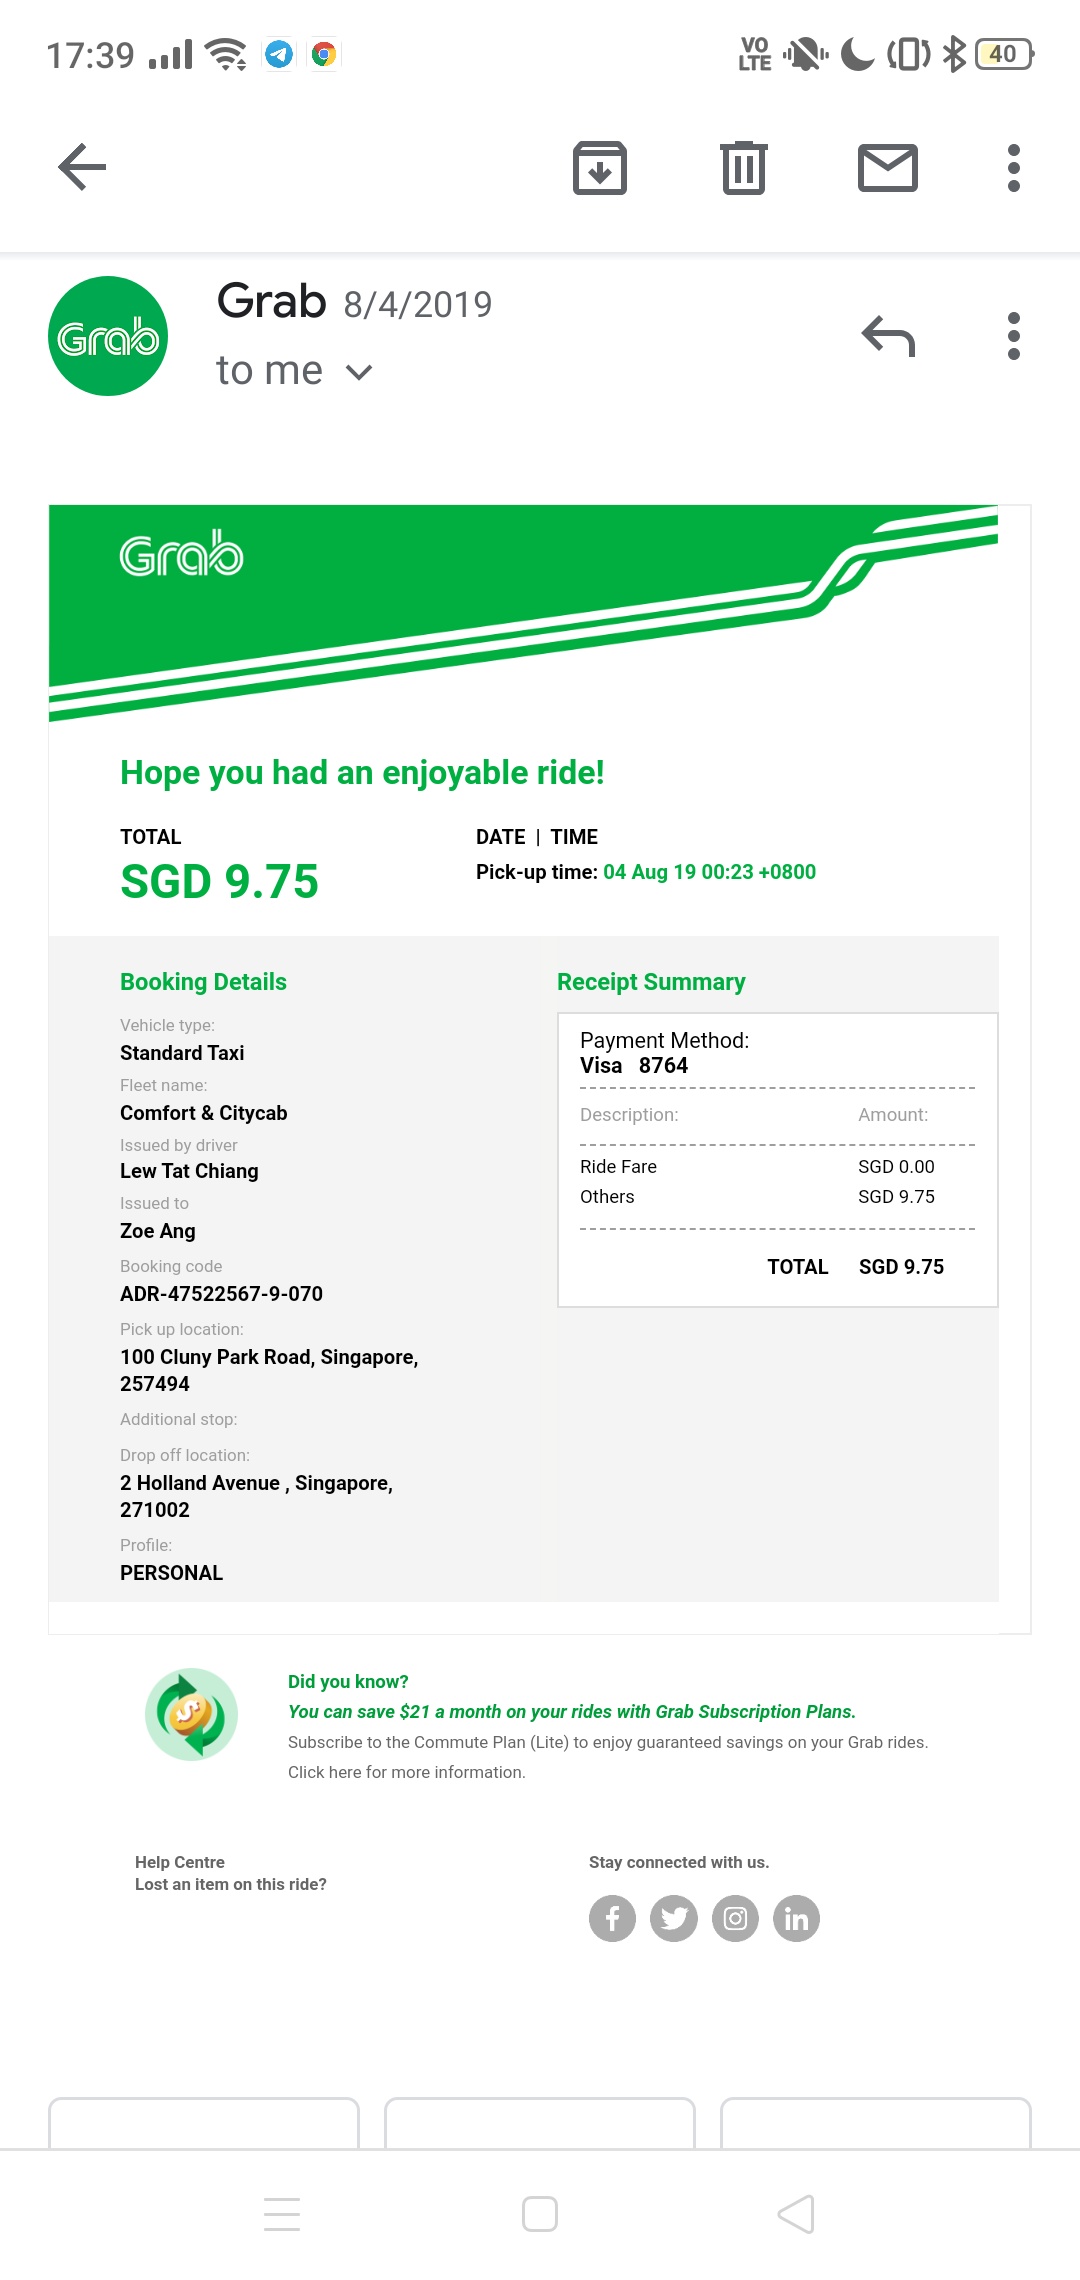 17:39 VO LTE 40
Grab Grab 8/4/2019
to me
Grab
Hope you had an enjoyable ride!
TOTAL DATE | TIME
SGD 9.75 Pick-up time: 04 Aug 19 00:23 +0800
Booking Details
Vehicle type:
Standard Taxi
Fleet name:
Comfort & Citycab
Issued by driver
Lew Tat Chiang
Issued to
Zoe Ang
Booking code
ADR-47522567-9-070
Pick up location:
100 Cluny Park Road, Singapore,
257494
Additional stop:
Drop off location:
2 Holland Avenue , Singapore,
271002
Profile:
PERSONAL
Receipt Summary
Payment Method:
Visa 8764
Description: Amount:
Ride Fare SGD 0.00
Others SGD 9.75
TOTAL SGD 9.75
Did you know?
You can save $21 a month on your rides with Grab Subscription Plans.
Subscribe to the Commute Plan (Lite) to enjoy guaranteed savings on your Grab rides.
Click here for more information.
Help Centre
Lost an item on this ride?
Stay connected with us.